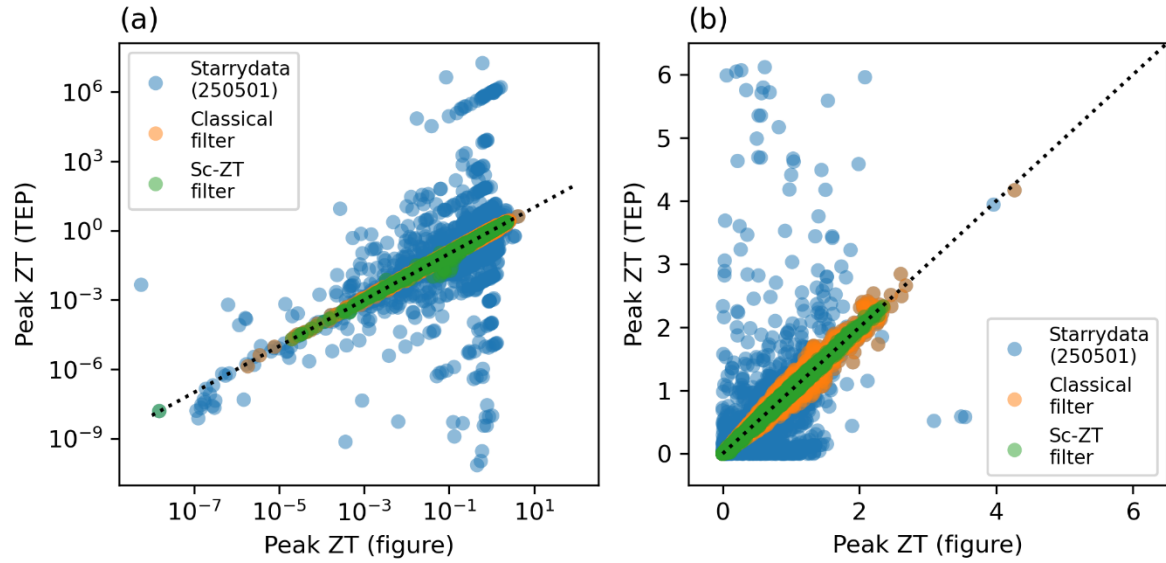 (a)
Peak ZT (TEP)
10^6
10^3
10^0
10^-3
10^-6
10^-9
Starrydata
(250501)
Classical
filter
Sc-ZT
filter
10^-7
10^-5
10^-3
10^-1
10^1
Peak ZT (figure)
(b)
Peak ZT (TEP)
6
5
4
3
2
1
0
Starrydata
(250501)
Classical
filter
Sc-ZT
filter
0
2
4
6
Peak ZT (figure)